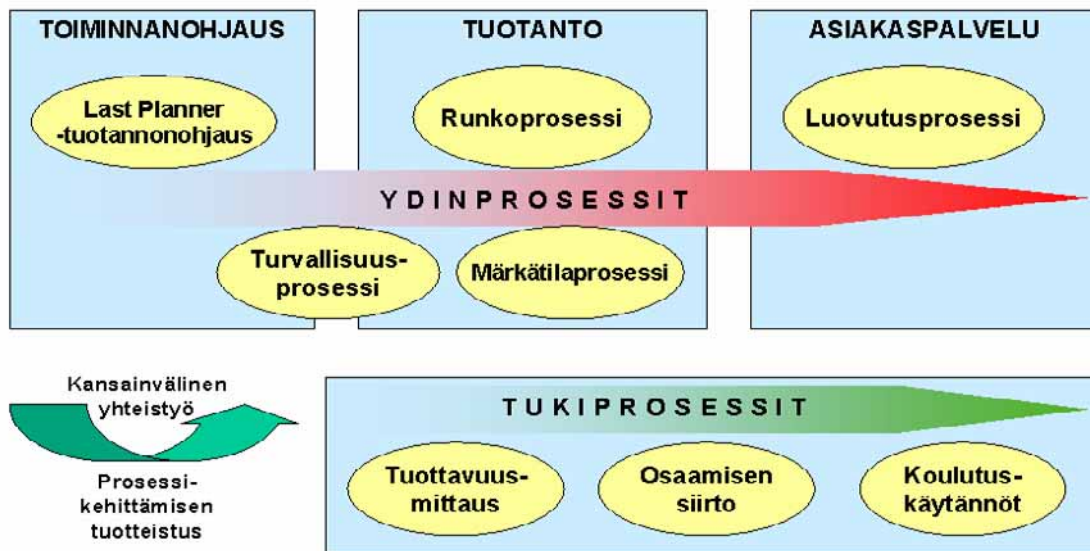 TOIMINNANOHJAUS
TUOTANTO
ASIAKASPALVELU
Last Planner
-tuotannonohjaus
Runkoprosessi
Luovutusprosessi
YDINPROSESSIT
Turvallisuus-
prosessi
Märkätilaprosessi
Kansainvälinen
yhteistyö
Prosessi-
kehittämisen
tuotteistus
TUKIPROSESSIT
Tuottavuus-
mittaus
Osaamisen
siirto
Koulutus-
käytännöt